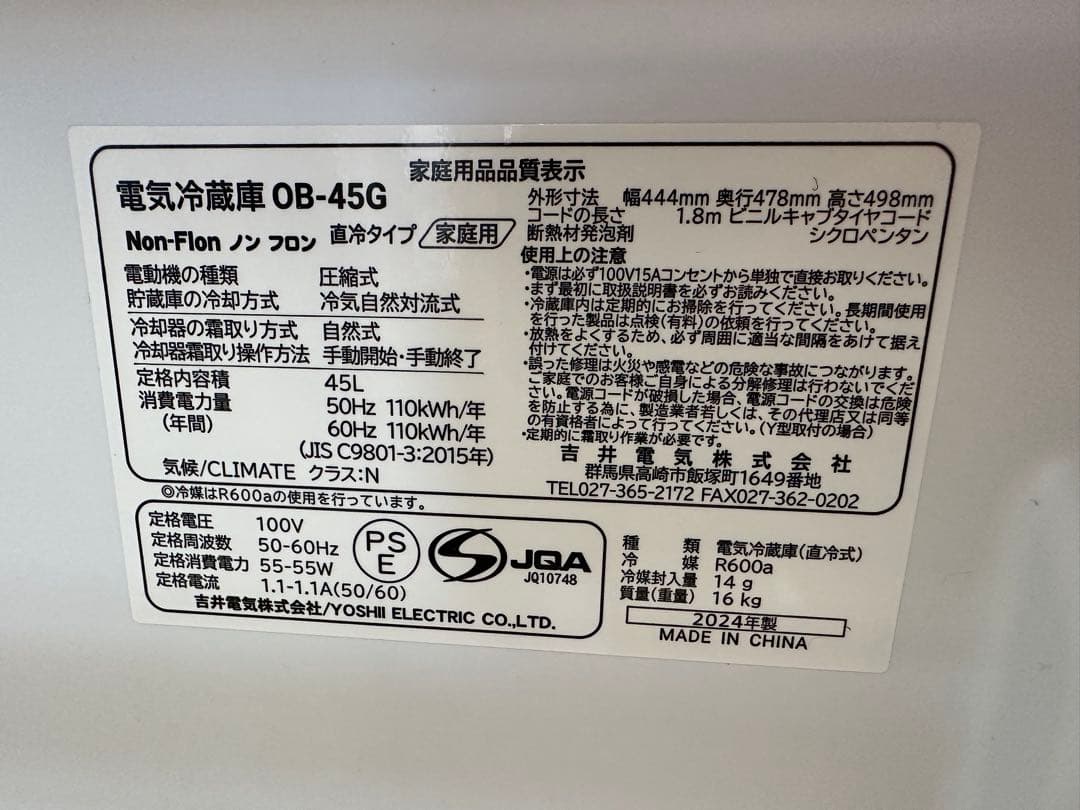 家庭用品品質表示
電気冷蔵庫 OB-45G
Non-Flon ノン フロン 直冷タイプ 家庭用
電動機の種類 圧縮式
貯蔵庫の冷却方式 冷気自然対流式
冷却器の霜取り方式 自然式
冷却器霜取り操作方法 手動開始・手動終了
定格内容積 45L
消費電力量 50Hz 110kWh/年
(年間) 60Hz 110kWh/年
(JIS C9801-3:2015年)
気候/CLIMATE クラス:N
◎冷媒はR600aの使用を行っています。
外形寸法 幅444mm 奥行478mm 高さ498mm
コードの長さ 1.8m ビニルキャブタイヤコード
断熱材発泡剤 シクロペンタン
使用上の注意
・電源は必ず100V15Aコンセントから単独で直接お取りください。
・まず最初に取扱説明書を必ずお読みください。
・冷蔵庫内は定期的にお掃除を行ってください。長期間使用
を行った製品は点検(有料)の依頼を行ってください。
・放熱をよくするため、必ず周囲に適当な間隔をあけて据え
付けてください。
・誤った修理は火災や感電などの危険な事故につながります。
ご家庭でのお客様ご自身による分解修理は行わないでくだ
さい。電源コードが破損した場合、電源コードの交換は危険
を防止する為に、製造業者若しくは、その代理店又は同等
の有資格者によって行ってください。(Y型取付の場合)
・定期的に霜取り作業が必要です。
吉井電気株式会社
群馬県高崎市飯塚町1649番地
TEL027-365-2172 FAX027-362-0202
定格電圧 100V
定格周波数 50-60Hz
定格消費電力 55-55W
定格電流 1.1-1.1A(50/60)
PS
E
JQA
JQ10748
吉井電気株式会社/YOSHII ELECTRIC CO.,LTD.
種類 電気冷蔵庫(直冷式)
冷媒 R600a
冷媒封入量 14 g
質量(重量) 16 kg
2024年製
MADE IN CHINA